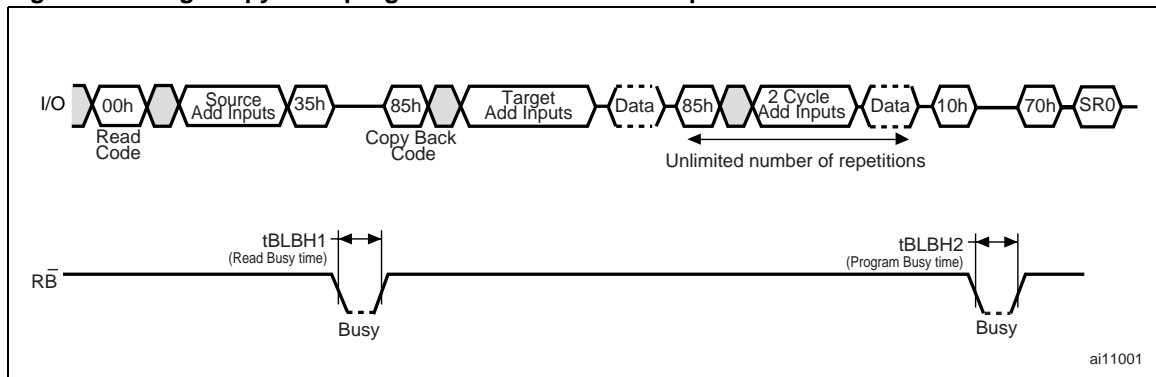 I/O
00h
Source
Add Inputs
35h
85h
Target
Add Inputs
Data
85h
2 Cycle
Add Inputs
Data
10h
70h
SR0
Read
Code
Copy Back
Code
Unlimited number of repetitions
tBLBH1
(Read Busy time)
tBLBH2
(Program Busy time)
RB̅
Busy
Busy
ai11001